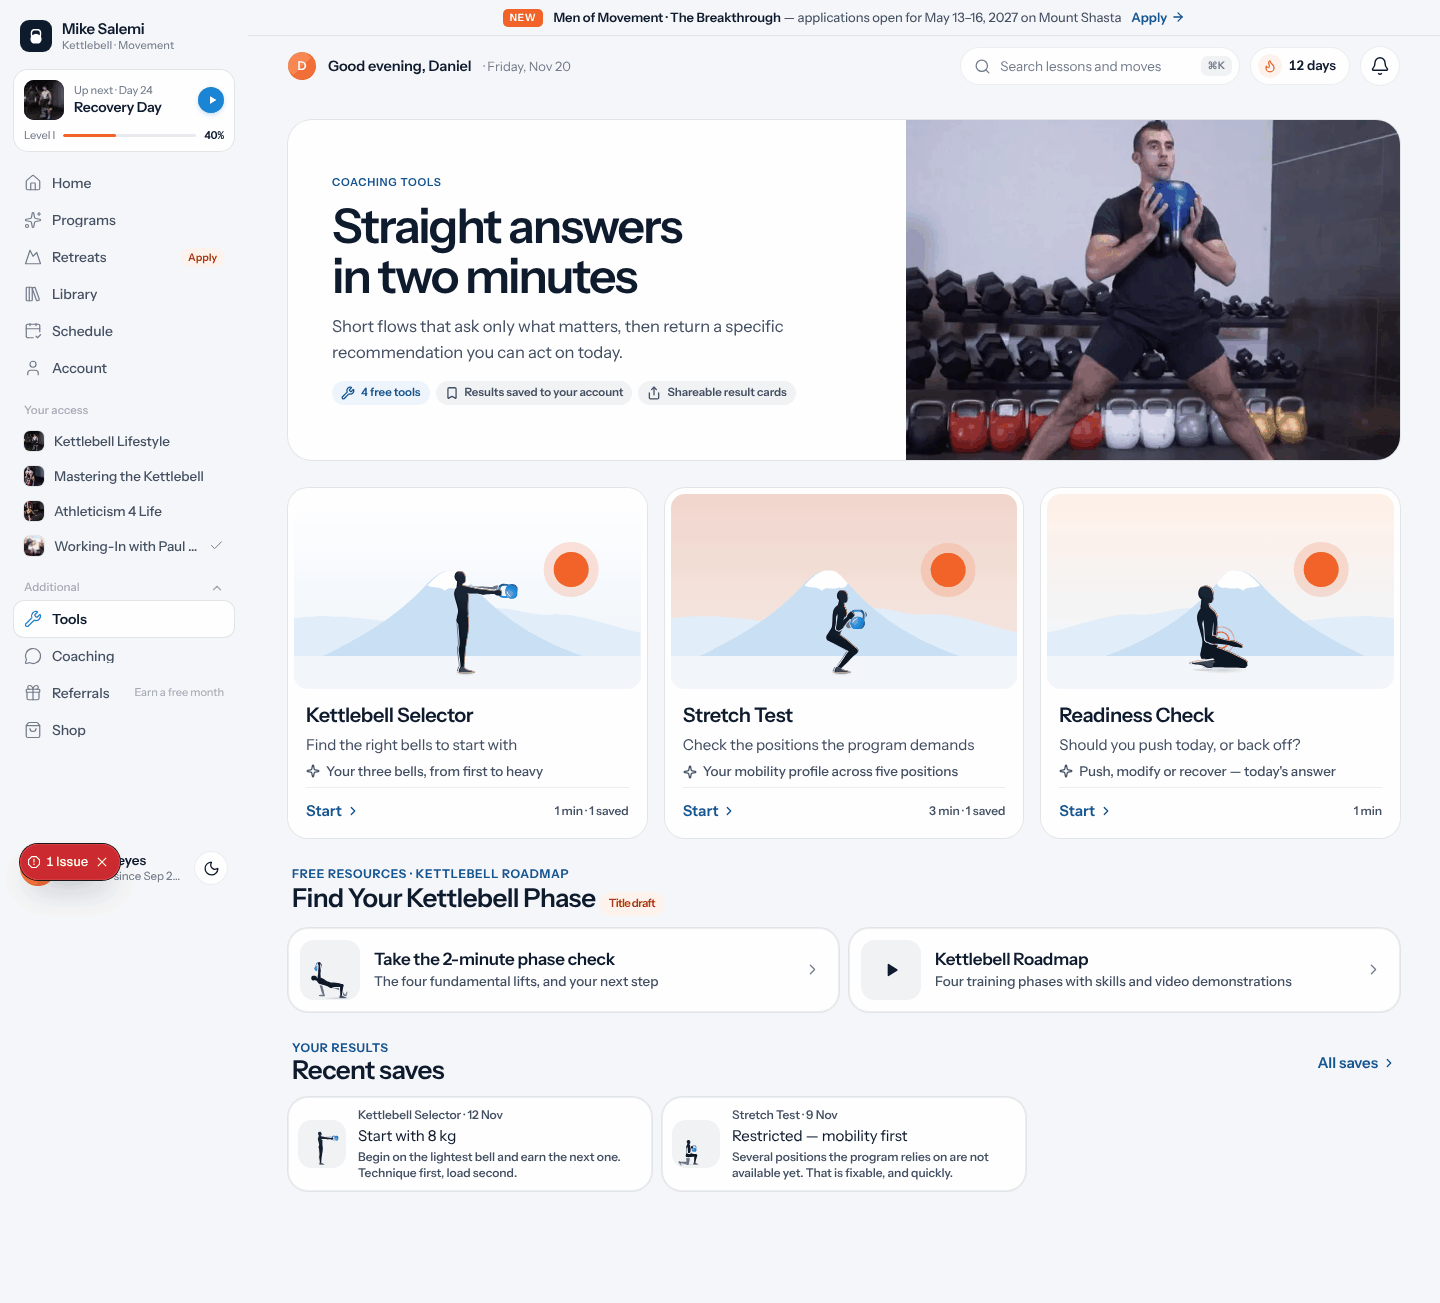 Mike Salemi
Kettlebell · Movement
Up next · Day 24
Recovery Day
Level I
40%
Home
Programs
Retreats
Apply
Library
Schedule
Account
Your access
Kettlebell Lifestyle
Mastering the Kettlebell
Athleticism 4 Life
Working-In with Paul ...
Additional
Tools
Coaching
Referrals
Earn a free month
Shop
1 Issue
eyes
since Sep 2...
NEW
Men of Movement · The Breakthrough — applications open for May 13–16, 2027 on Mount Shasta
Apply →
D
Good evening, Daniel
· Friday, Nov 20
Search lessons and moves
⌘K
12 days
COACHING TOOLS
Straight answers
in two minutes
Short flows that ask only what matters, then return a specific
recommendation you can act on today.
4 free tools
Results saved to your account
Shareable result cards
Kettlebell Selector
Find the right bells to start with
Your three bells, from first to heavy
Start
1 min · 1 saved
Stretch Test
Check the positions the program demands
Your mobility profile across five positions
Start
3 min · 1 saved
Readiness Check
Should you push today, or back off?
Push, modify or recover — today's answer
Start
1 min
FREE RESOURCES · KETTLEBELL ROADMAP
Find Your Kettlebell Phase
Title draft
Take the 2-minute phase check
The four fundamental lifts, and your next step
Kettlebell Roadmap
Four training phases with skills and video demonstrations
YOUR RESULTS
Recent saves
All saves
Kettlebell Selector · 12 Nov
Start with 8 kg
Begin on the lightest bell and earn the next one.
Technique first, load second.
Stretch Test · 9 Nov
Restricted — mobility first
Several positions the program relies on are not
available yet. That is fixable, and quickly.